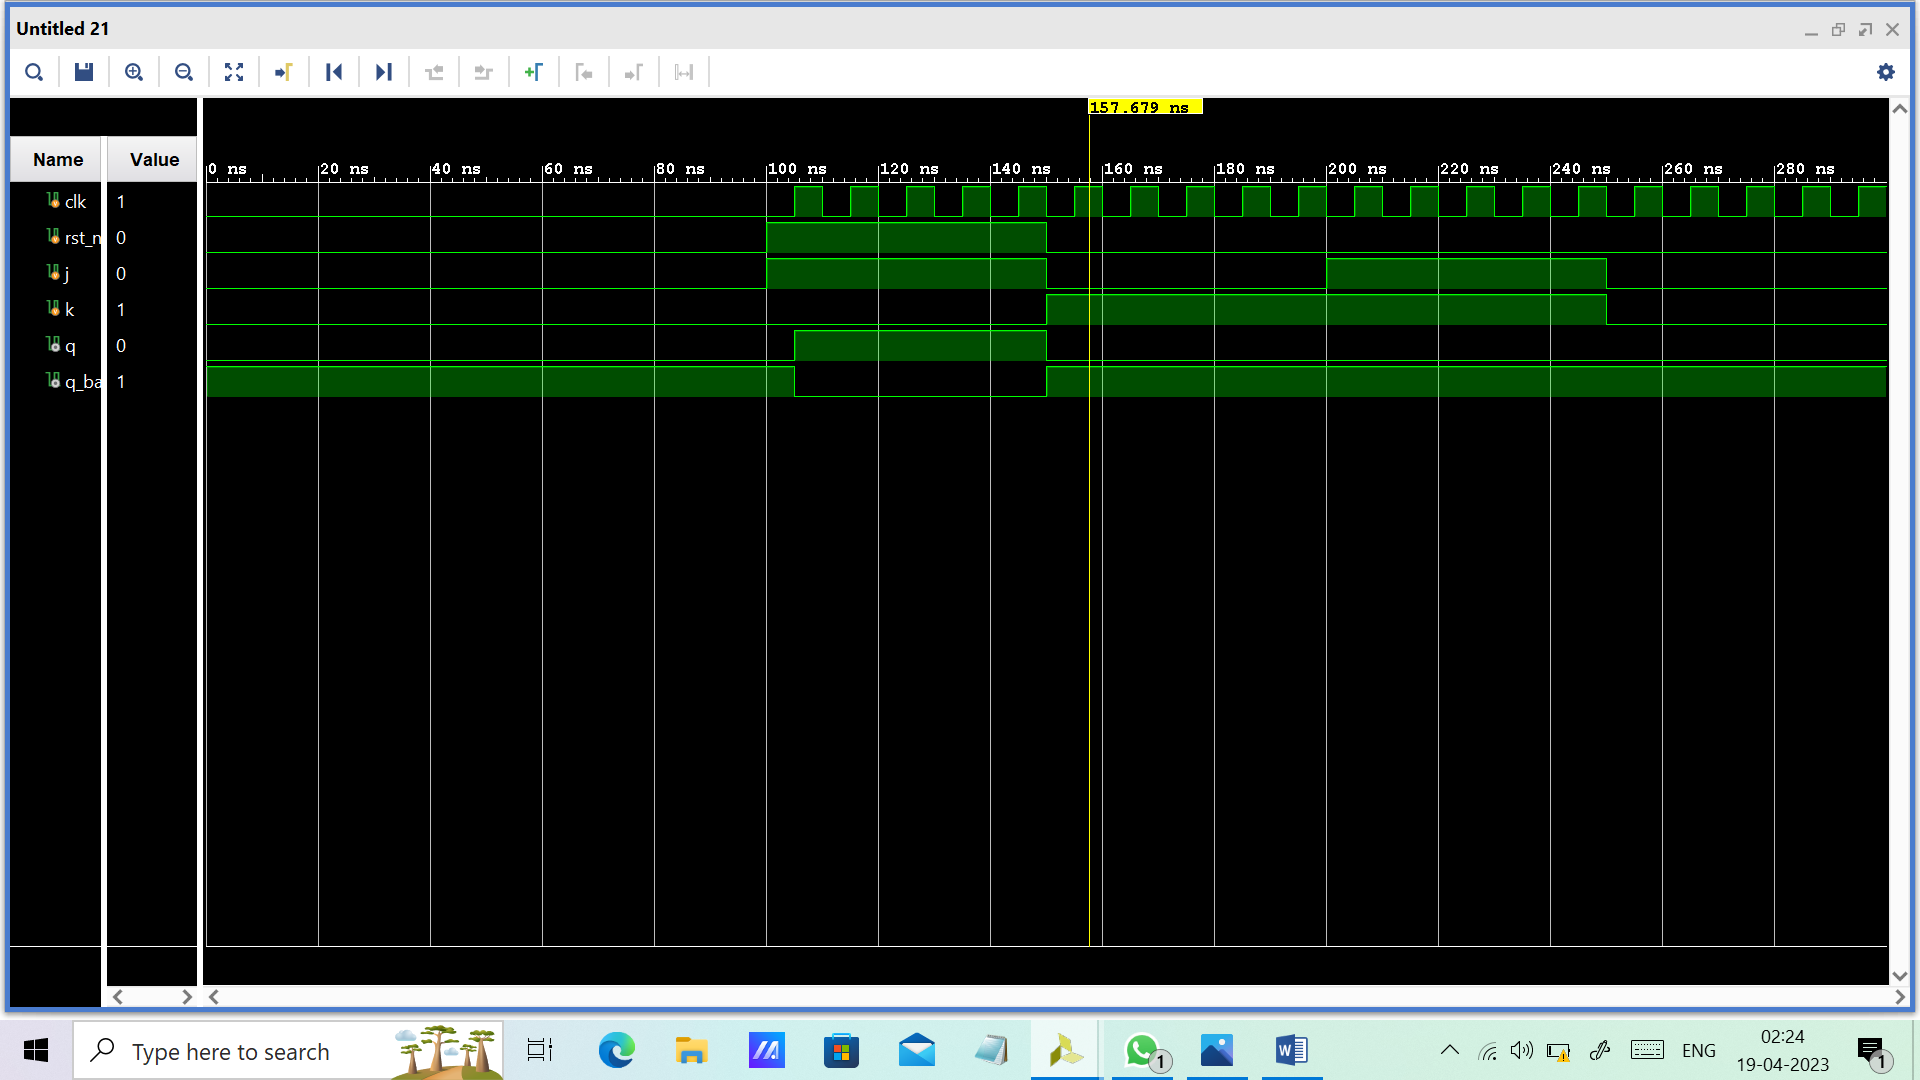 Untitled 21
157.679 ns
Name Value
0 ns 20 ns 40 ns 60 ns 80 ns 100 ns 120 ns 140 ns 160 ns 180 ns 200 ns 220 ns 240 ns 260 ns 280 ns
clk 1
rst_n 0
j 0
k 1
q 0
q_ba 1
Type here to search
1
W
ENG
02:24
19-04-2023
1